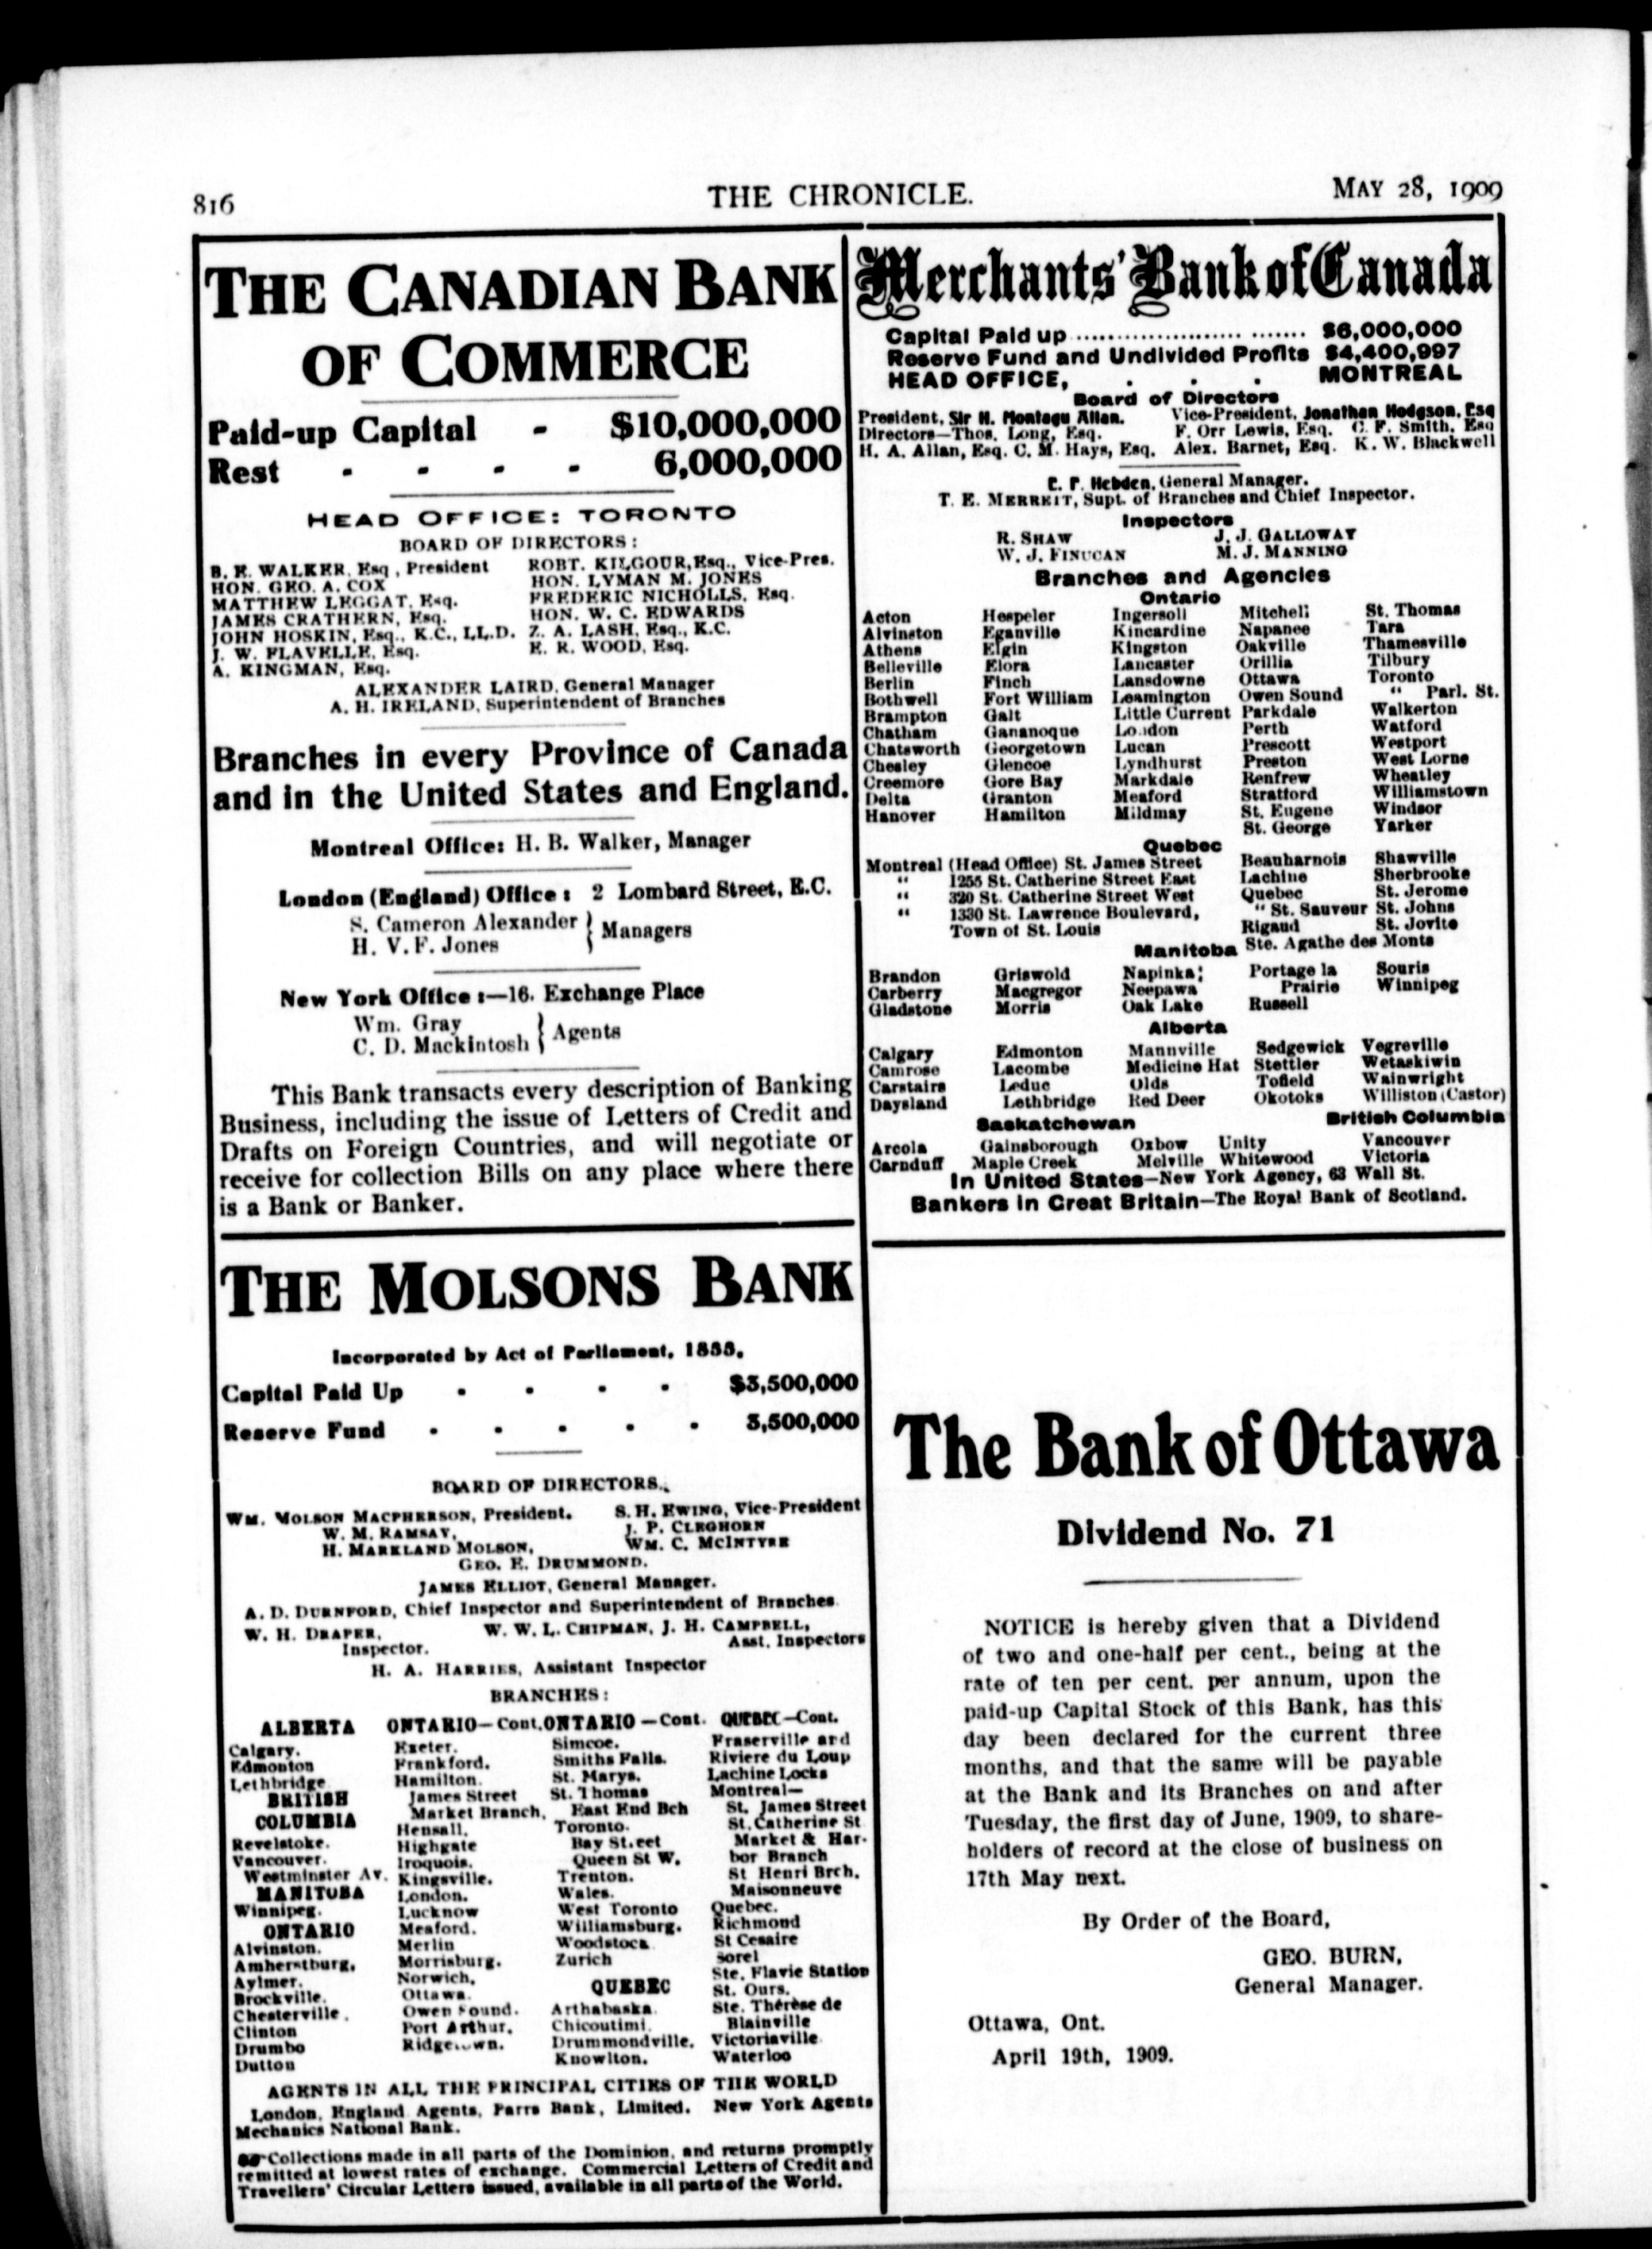 816
THE CHRONICLE.
MAY 28, 1909
THE CANADIAN BANK
OF COMMERCE
Paid-up Capital - $10,000,000
Rest - - - - 6,000,000
HEAD OFFICE: TORONTO
BOARD OF DIRECTORS:
B. E. WALKER, Esq., President ROBT. KILGOUR, Esq., Vice-Pres.
HON. GEO. A. COX HON. LYMAN M. JONES
MATTHEW LEGGAT, Esq. FREDERIC NICHOLLS, Esq.
JAMES CRATHERN, Esq. HON. W. C. EDWARDS
JOHN HOSKIN, Esq., K.C., LL.D. Z. A. LASH, Esq., K.C.
J. W. FLAVELLE, Esq. E. R. WOOD, Esq.
A. KINGMAN, Esq.
ALEXANDER LAIRD, General Manager
A. H. IRELAND, Superintendent of Branches
Branches in every Province of Canada
and in the United States and England.
Montreal Office: H. B. Walker, Manager
London (England) Office: 2 Lombard Street, E.C.
S. Cameron Alexander } Managers
H. V. F. Jones
New York Office:—16. Exchange Place
Wm. Gray } Agents
C. D. Mackintosh
This Bank transacts every description of Banking
Business, including the issue of Letters of Credit and
Drafts on Foreign Countries, and will negotiate or
receive for collection Bills on any place where there
is a Bank or Banker.
THE MOLSONS BANK
Incorporated by Act of Parliament, 1855.
Capital Paid Up - - - - $3,500,000
Reserve Fund - - - - - 3,500,000
BOARD OF DIRECTORS.
WM. MOLSON MACPHERSON, President. S. H. EWING, Vice-President
W. M. RAMSAY, J. P. CLEGHORN
H. MARKLAND MOLSON, WM. C. MCINTYRE
GEO. E. DRUMMOND.
JAMES ELLIOT, General Manager.
A. D. DURNFORD, Chief Inspector and Superintendent of Branches.
W. H. DRAPER, W. W. L. CHIPMAN, J. H. CAMPBELL,
Inspector. Asst. Inspectors
H. A. HARRIES, Assistant Inspector
BRANCHES:
ALBERTA
Calgary.
Edmonton
Lethbridge
BRITISH
COLUMBIA
Revelstoke.
Vancouver.
Westminster Av.
MANITOBA
Winnipeg.
ONTARIO
Alvinston.
Amherstburg.
Aylmer.
Brockville.
Chesterville.
Clinton
Drumbo
Dutton
ONTARIO—Cont.
Exeter.
Frankford.
Hamilton.
James Street
Market Branch,
Hensall.
Highgate
Iroquois.
Kingsville.
London.
Lucknow
Meaford.
Merlin
Morrisburg.
Norwich.
Ottawa.
Owen Sound.
Port Arthur.
Ridgetown.
ONTARIO—Cont.
Simcoe.
Smiths Falls.
St. Marys.
St. Thomas
East End Bch
Toronto.
Bay Street
Queen St W.
Trenton.
Wales.
West Toronto
Williamsburg.
Woodstock
Zurich
QUEBEC
Arthabaska.
Chicoutimi
Drummondville.
Knowlton.
QUEBEC—Cont.
Fraserville and
Riviere du Loup
Lachine Locks
Montreal—
St. James Street
St. Catherine St
Market & Har-
bor Branch
St Henri Brch.
Maisonneuve
Quebec.
Richmond
St Cesaire
Sorel
Ste. Flavie Station
St. Ours.
Ste. Thérèse de
Blainville
Victoriaville
Waterloo
AGENTS IN ALL THE PRINCIPAL CITIES OF THE WORLD
London, England Agents, Parrs Bank, Limited. New York Agents
Mechanics National Bank.
Collections made in all parts of the Dominion, and returns promptly
remitted at lowest rates of exchange. Commercial Letters of Credit and
Travellers' Circular Letters issued, available in all parts of the World.
Merchants' Bank of Canada
Capital Paid up ........................... $6,000,000
Reserve Fund and Undivided Profits $4,400,997
HEAD OFFICE, . . . MONTREAL
Board of Directors
President, Sir H. Montagu Allan. Vice-President, Jonathan Hodgson, Esq
Directors—Thos. Long, Esq. F. Orr Lewis, Esq. C. F. Smith, Esq
H. A. Allan, Esq. C. M. Hays, Esq. Alex. Barnet, Esq. K. W. Blackwell
E. F. Hebden, General Manager.
T. E. MERRETT, Supt. of Branches and Chief Inspector.
Inspectors
R. SHAW J. J. GALLOWAY
W. J. FINUCAN M. J. MANNING
Branches and Agencies
Ontario
Acton Hespeler Ingersoll Mitchell St. Thomas
Alvinston Eganville Kincardine Napanee Tara
Athens Elgin Kingston Oakville Thamesville
Belleville Elora Lancaster Orillia Tilbury
Berlin Finch Lansdowne Ottawa Toronto
Bothwell Fort William Leamington Owen Sound " Parl. St.
Brampton Galt Little Current Parkdale Walkerton
Chatham Gananoque London Perth Watford
Chatsworth Georgetown Lucan Prescott Westport
Chesley Glencoe Lyndhurst Preston West Lorne
Creemore Gore Bay Markdale Renfrew Wheatley
Delta Granton Meaford Stratford Williamstown
Hanover Hamilton Mildmay St. Eugene Windsor
St. George Yarker
Quebec
Montreal (Head Office) St. James Street Beauharnois Shawville
" 1255 St. Catherine Street East Lachine Sherbrooke
" 320 St. Catherine Street West Quebec St. Jerome
" 1330 St. Lawrence Boulevard, " St. Sauveur St. Johns
Town of St. Louis Rigaud St. Jovite
Ste. Agathe des Monts
Manitoba
Brandon Griswold Napinka Portage la Souris
Carberry Macgregor Neepawa Prairie Winnipeg
Gladstone Morris Oak Lake Russell
Alberta
Calgary Edmonton Mannville Sedgewick Vegreville
Camrose Lacombe Medicine Hat Stettler Wetaskiwin
Carstairs Leduc Olds Tofield Wainwright
Daysland Lethbridge Red Deer Okotoks Williston (Castor)
Saskatchewan British Columbia
Arcola Gainsborough Oxbow Unity Vancouver
Carnduff Maple Creek Melville Whitewood Victoria
In United States—New York Agency, 63 Wall St.
Bankers in Great Britain—The Royal Bank of Scotland.
The Bank of Ottawa
Dividend No. 71
NOTICE is hereby given that a Dividend
of two and one-half per cent., being at the
rate of ten per cent. per annum, upon the
paid-up Capital Stock of this Bank, has this
day been declared for the current three
months, and that the same will be payable
at the Bank and its Branches on and after
Tuesday, the first day of June, 1909, to share-
holders of record at the close of business on
17th May next.
By Order of the Board,
GEO. BURN,
General Manager.
Ottawa, Ont.
April 19th, 1909.